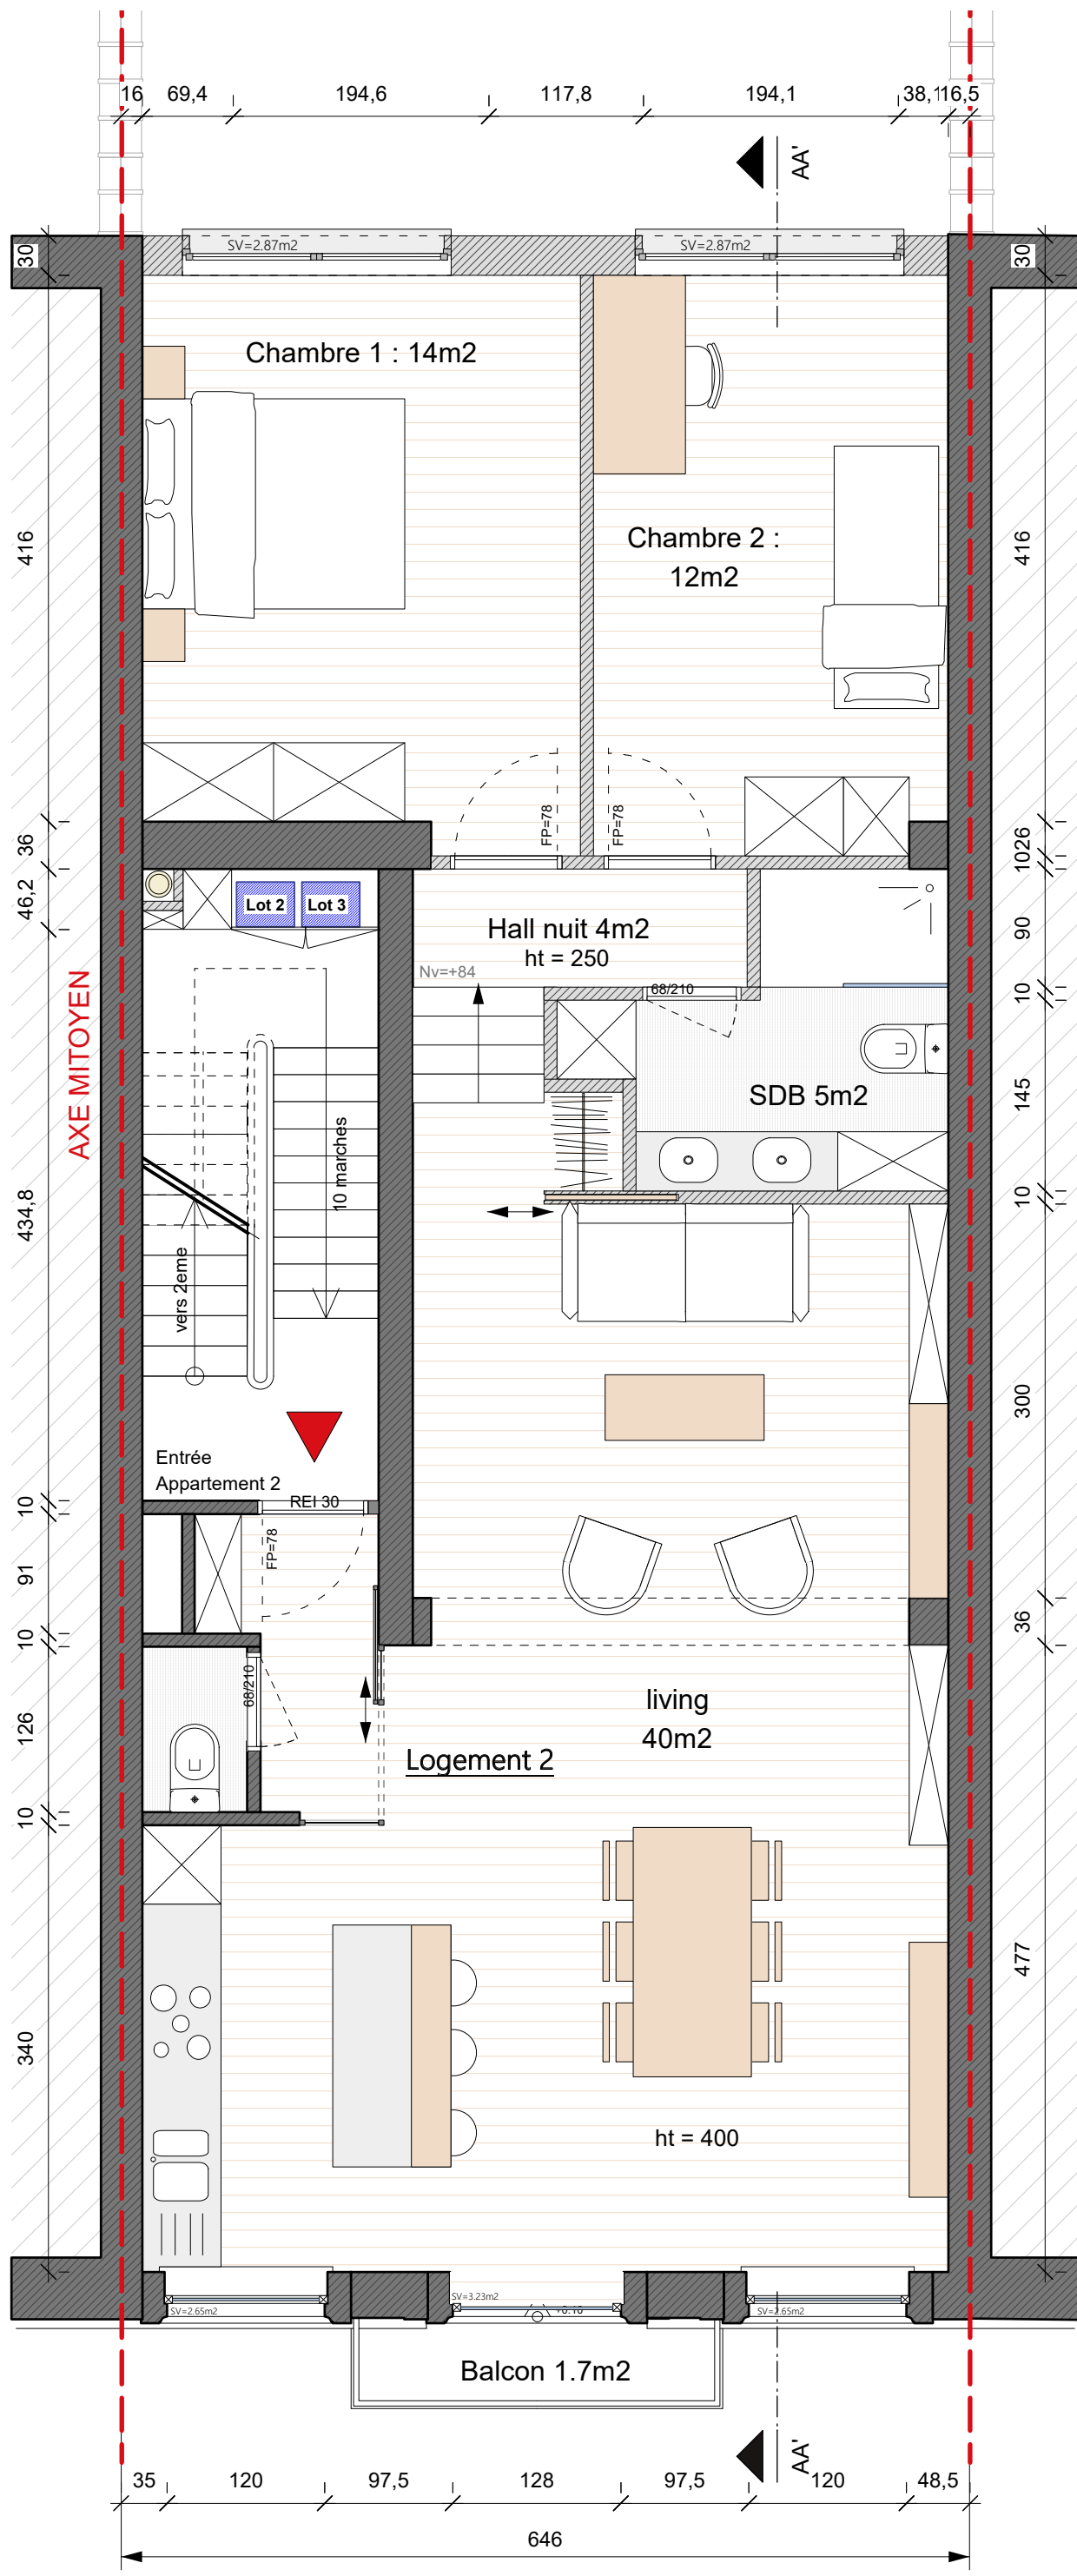 16 69,4 194,6 117,8 194,1 38,1 16,5
AA'
SV=2.87m2 SV=2.87m2
30 30
Chambre 1 : 14m2
416 416
Chambre 2 :
12m2
FP=78 FP=78
36 1026
46,2
Lot 2 Lot 3
Hall nuit 4m2
ht = 250
90
Nv=+84
68/210
10
AXE MITOYEN
SDB 5m2
145
10 marches
10
434,8
vers 2eme
300
Entrée
Appartement 2
REI 30
10
FP=78
91
36
10
68/210
living
40m2
126
Logement 2
10
477
340
ht = 400
SV=2.65m2 SV=3.23m2 SV=2.65m2
Balcon 1.7m2
AA'
35 120 97,5 128 97,5 120 48,5
646